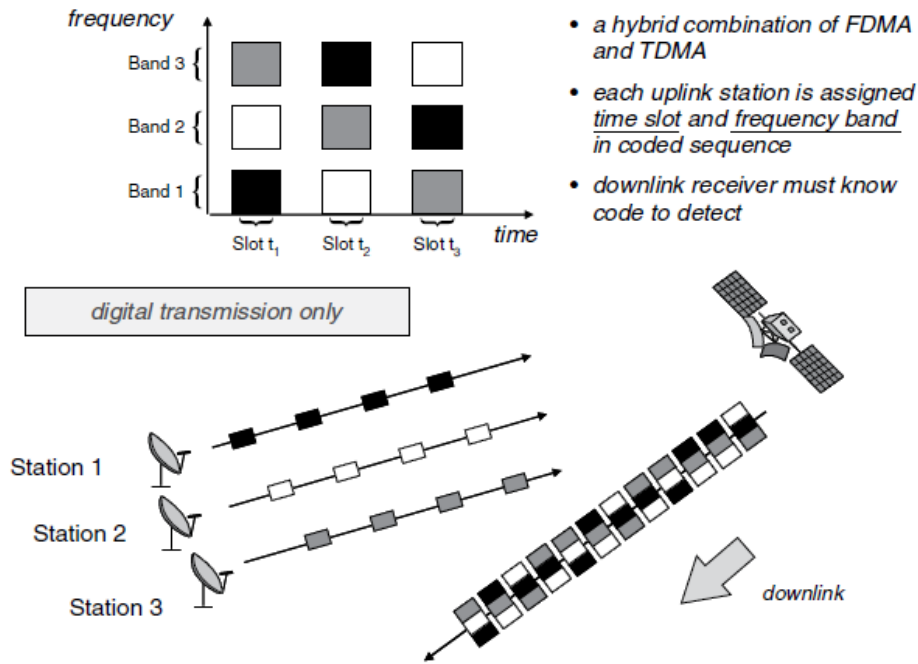 frequency
Band 3 {
Band 2 {
Band 1 {
Slot t₁
Slot t₂
Slot t₃
time
• a hybrid combination of FDMA
and TDMA
• each uplink station is assigned
time slot and frequency band
in coded sequence
• downlink receiver must know
code to detect
digital transmission only
Station 1
Station 2
Station 3
downlink